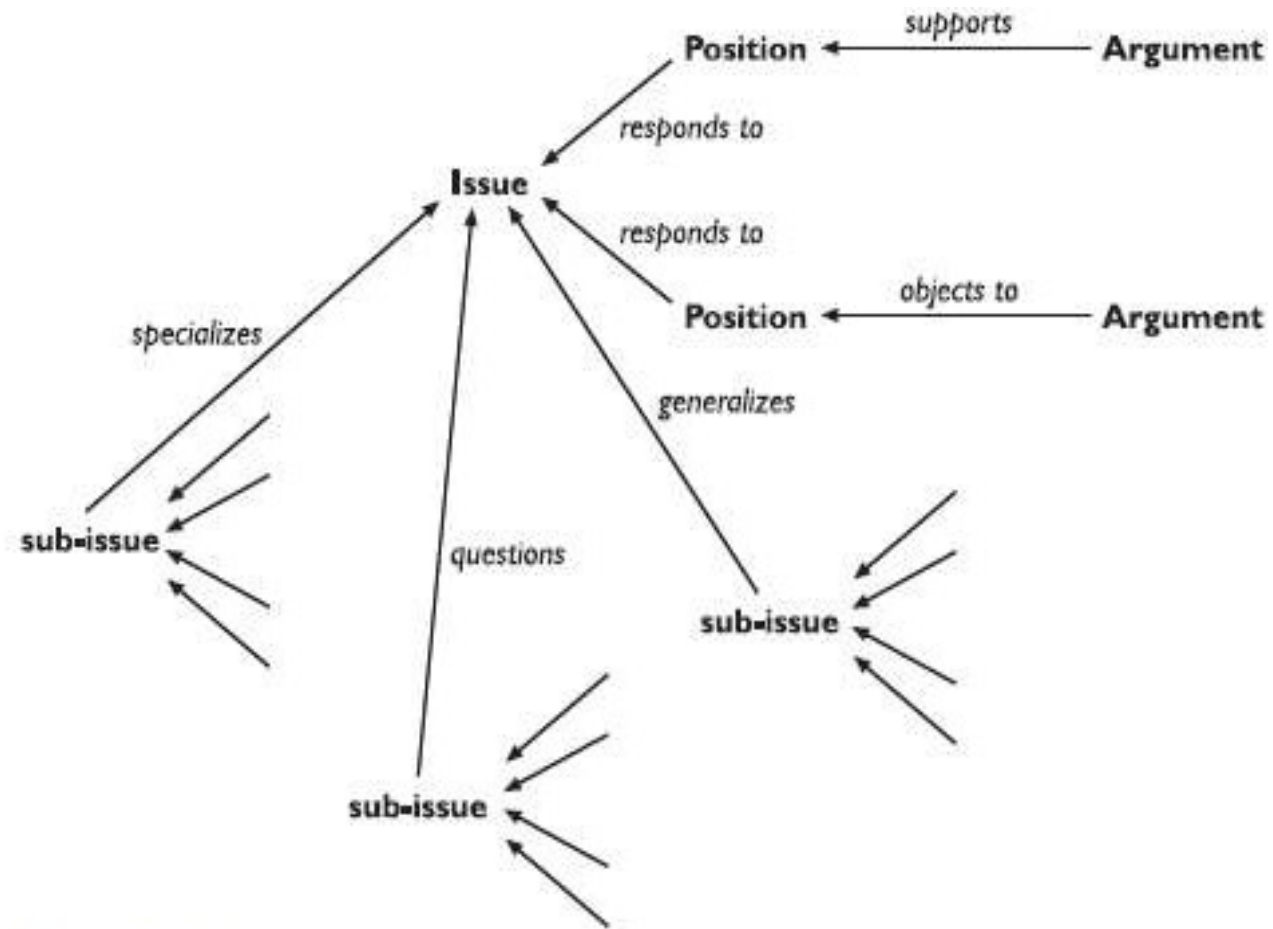 supports
Position
Argument
responds to
Issue
responds to
objects to
Position
Argument
specializes
generalizes
sub-issue
questions
sub-issue
sub-issue